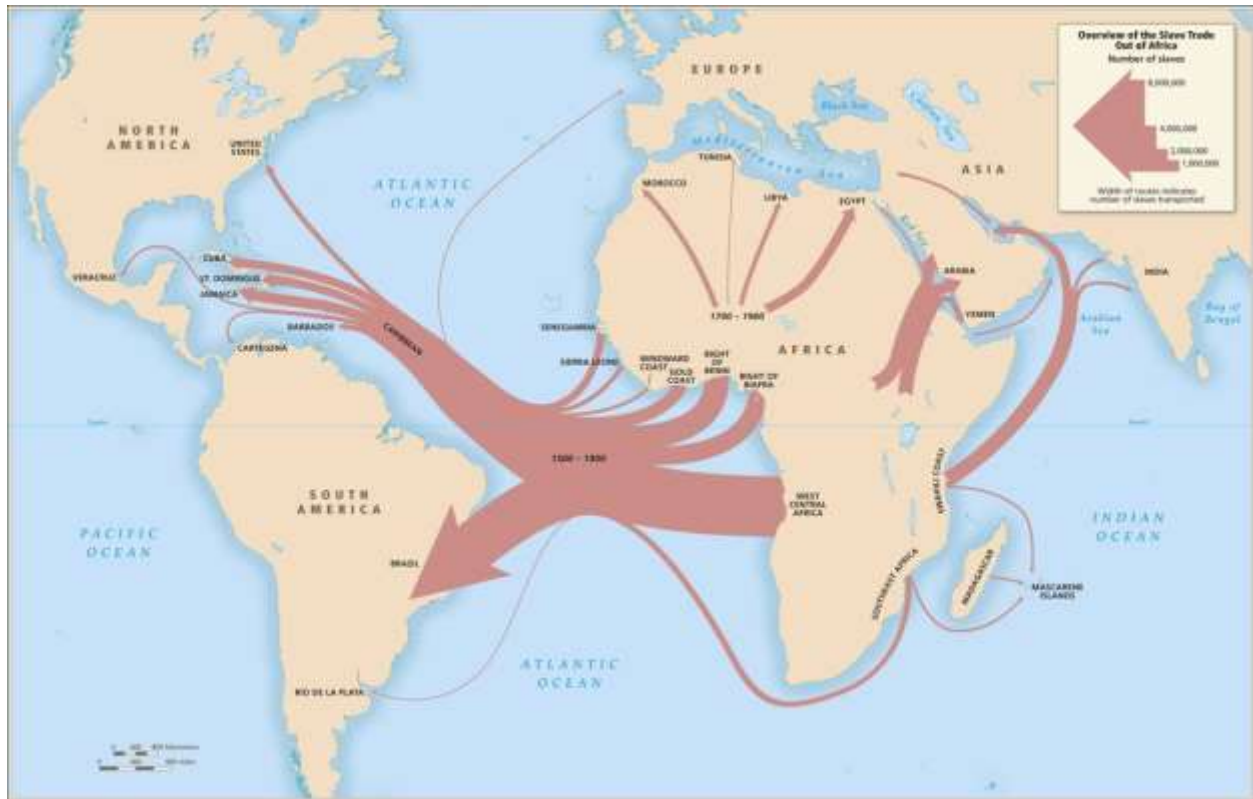 Overview of the Slave Trade
Out of Africa
Number of slaves
8,000,000
4,000,000
2,000,000
1,000,000
Width of routes indicates
number of slaves transported
EUROPE
Black Sea
Caspian Sea
NORTH
AMERICA
UNITED
STATES
Mediterranean Sea
TUNISIA
ASIA
ATLANTIC
OCEAN
MOROCCO
LIBYA
EGYPT
Red Sea
CUBA
VERACRUZ
ST. DOMINGUE
JAMAICA
ARABIA
INDIA
BARBADOS
CARIBBEAN
CARTEGENA
SENEGAMBIA
1700 – 1900
YEMEN
Arabian
Sea
Bay of
Bengal
AFRICA
SIERRA LEONE
WINDWARD
COAST
GOLD
COAST
BIGHT
OF
BENIN
BIGHT OF
BIAFRA
SOUTH
AMERICA
WEST
CENTRAL
AFRICA
SWAHILI COAST
PACIFIC
OCEAN
INDIAN
OCEAN
BRAZIL
SOUTHEAST AFRICA
MADAGASCAR
MASCARENE
ISLANDS
ATLANTIC
OCEAN
RIO DE LA PLATA